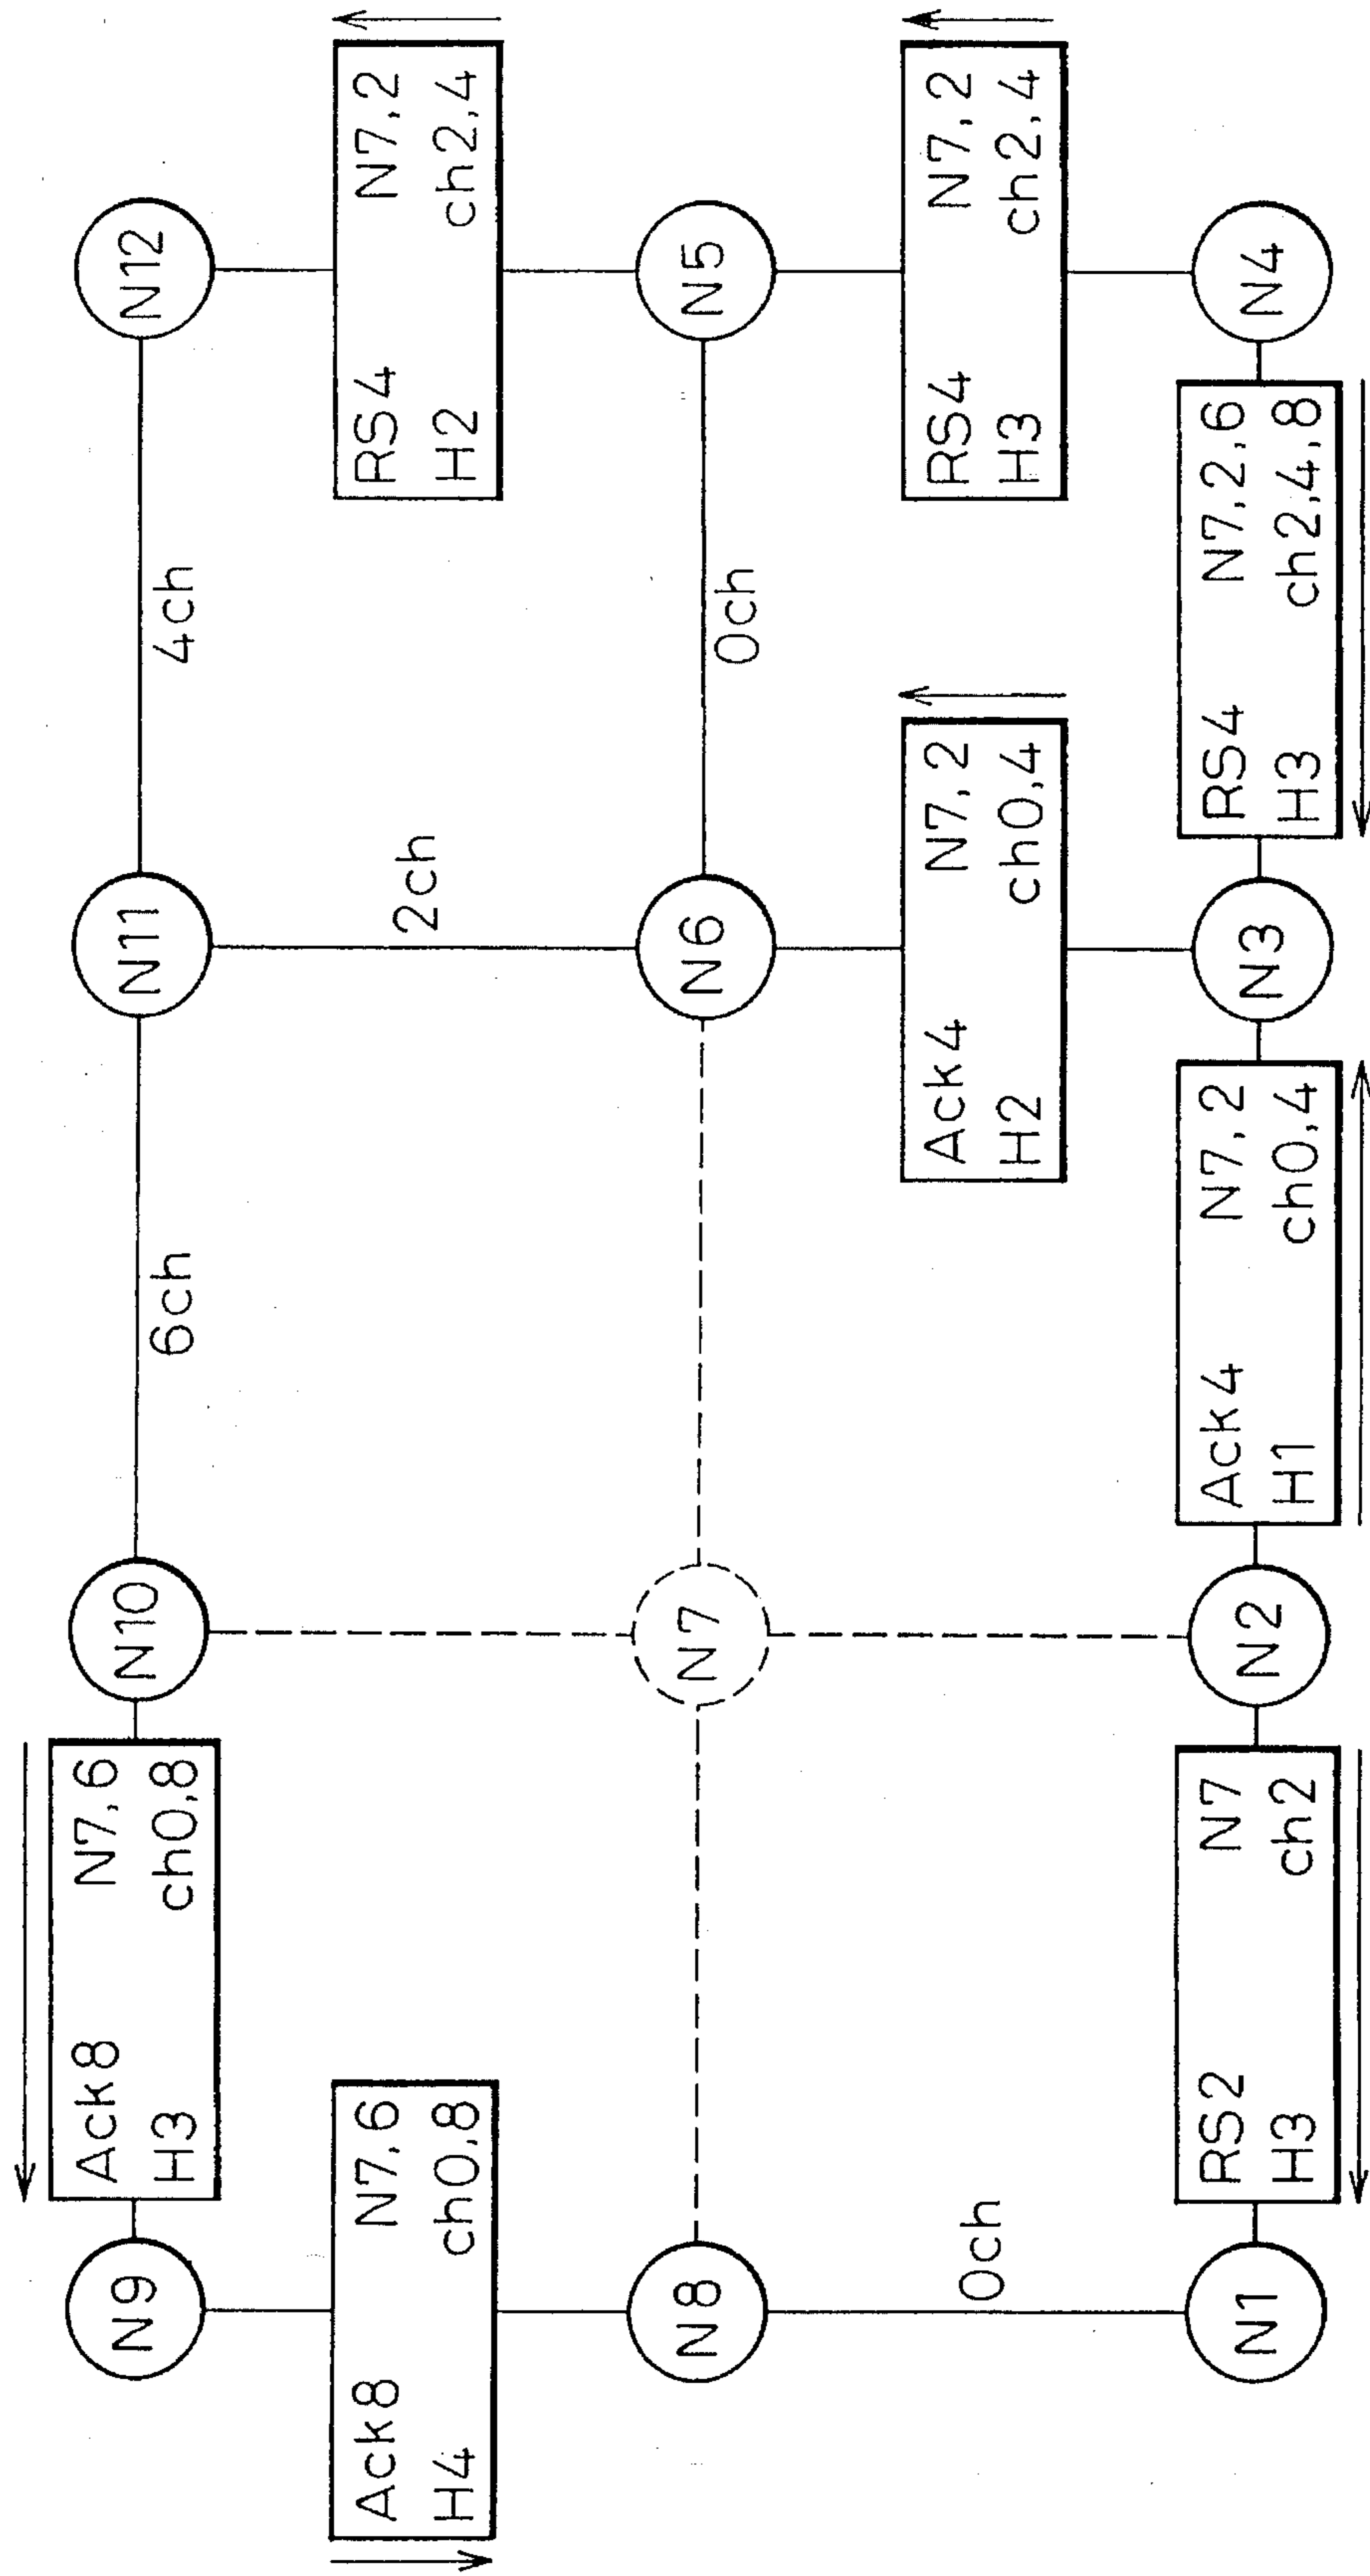 N9
Ack8 N7,6
H3 ch0,8
N10
6ch
N11
4ch
N12
Ack8 N7,6
H4 ch0,8
2ch
RS4 N7,2
H2 ch2,4
N8
N7
N6
0ch
N5
0ch
Ack4 N7,2
H2 ch0,4
RS4 N7,2
H3 ch2,4
N1
RS2 N7
H3 ch2
N2
Ack4 N7,2
H1 ch0,4
N3
RS4 N7,2,6
H3 ch2,4,8
N4